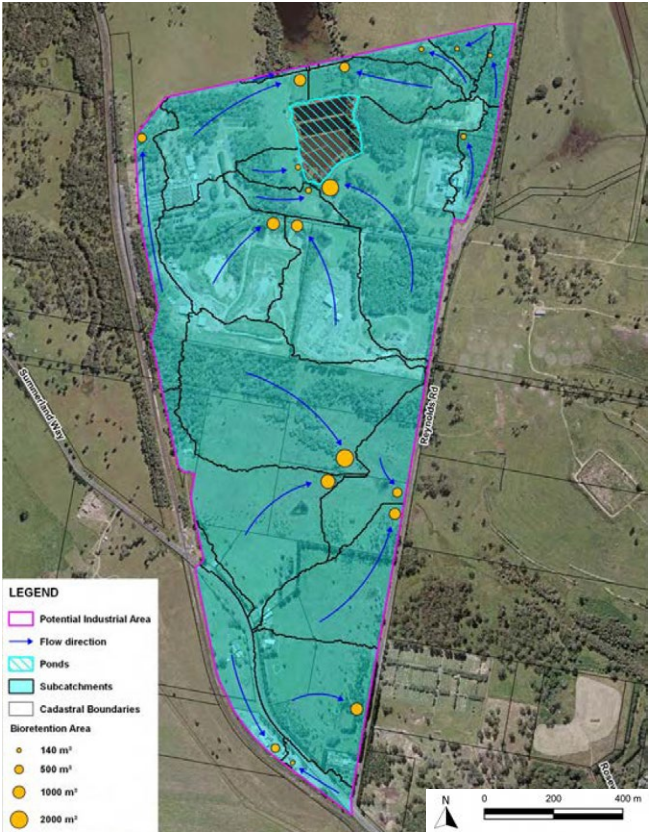 Summerland Way
Reynolds Rd
LEGEND
Potential Industrial Area
Flow direction
Ponds
Subcatchments
Cadastral Boundaries
Bioretention Area
140 m²
500 m²
1000 m²
2000 m²
N
0 200 400 m